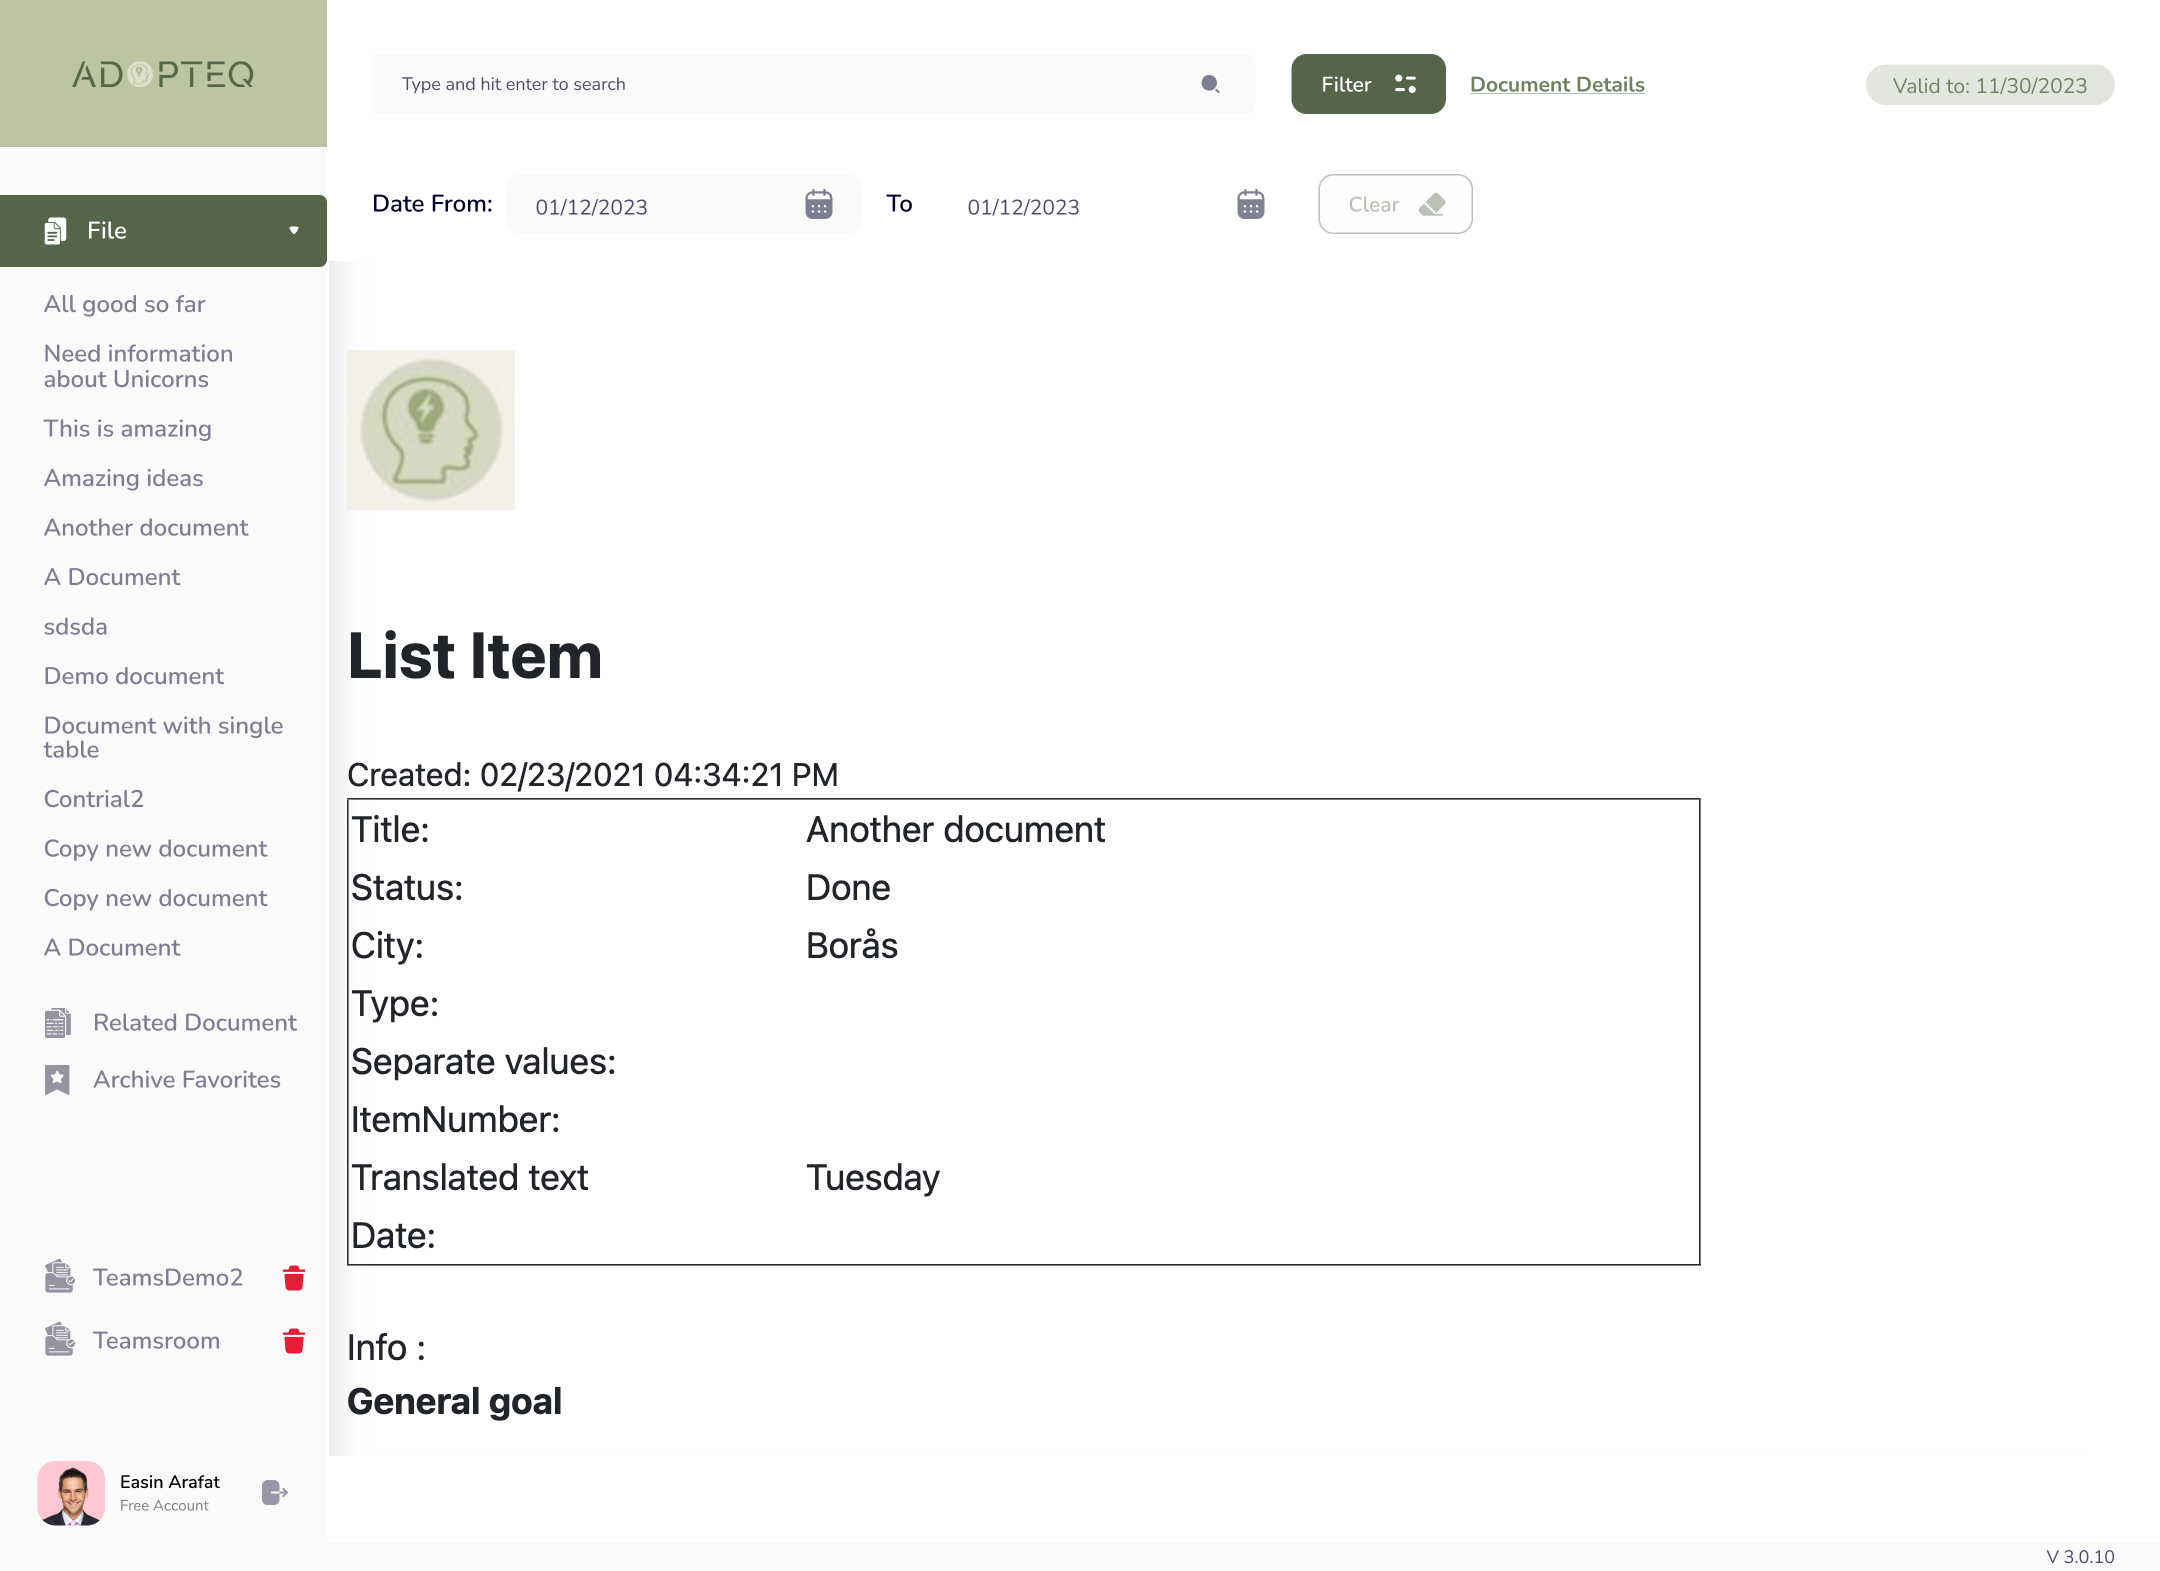 ADOPTEQ
Type and hit enter to search
Filter
Document Details
Valid to: 11/30/2023
Date From:
01/12/2023
To
01/12/2023
Clear
File
All good so far
Need information
about Unicorns
This is amazing
Amazing ideas
Another document
A Document
sdsda
Demo document
Document with single
table
Contrial2
Copy new document
Copy new document
A Document
Related Document
Archive Favorites
TeamsDemo2
Teamsroom
Easin Arafat
Free Account
List Item
Created: 02/23/2021 04:34:21 PM
Title: Another document
Status: Done
City: Borås
Type:
Separate values:
ItemNumber:
Translated text Tuesday
Date:
Info :
General goal
V 3.0.10